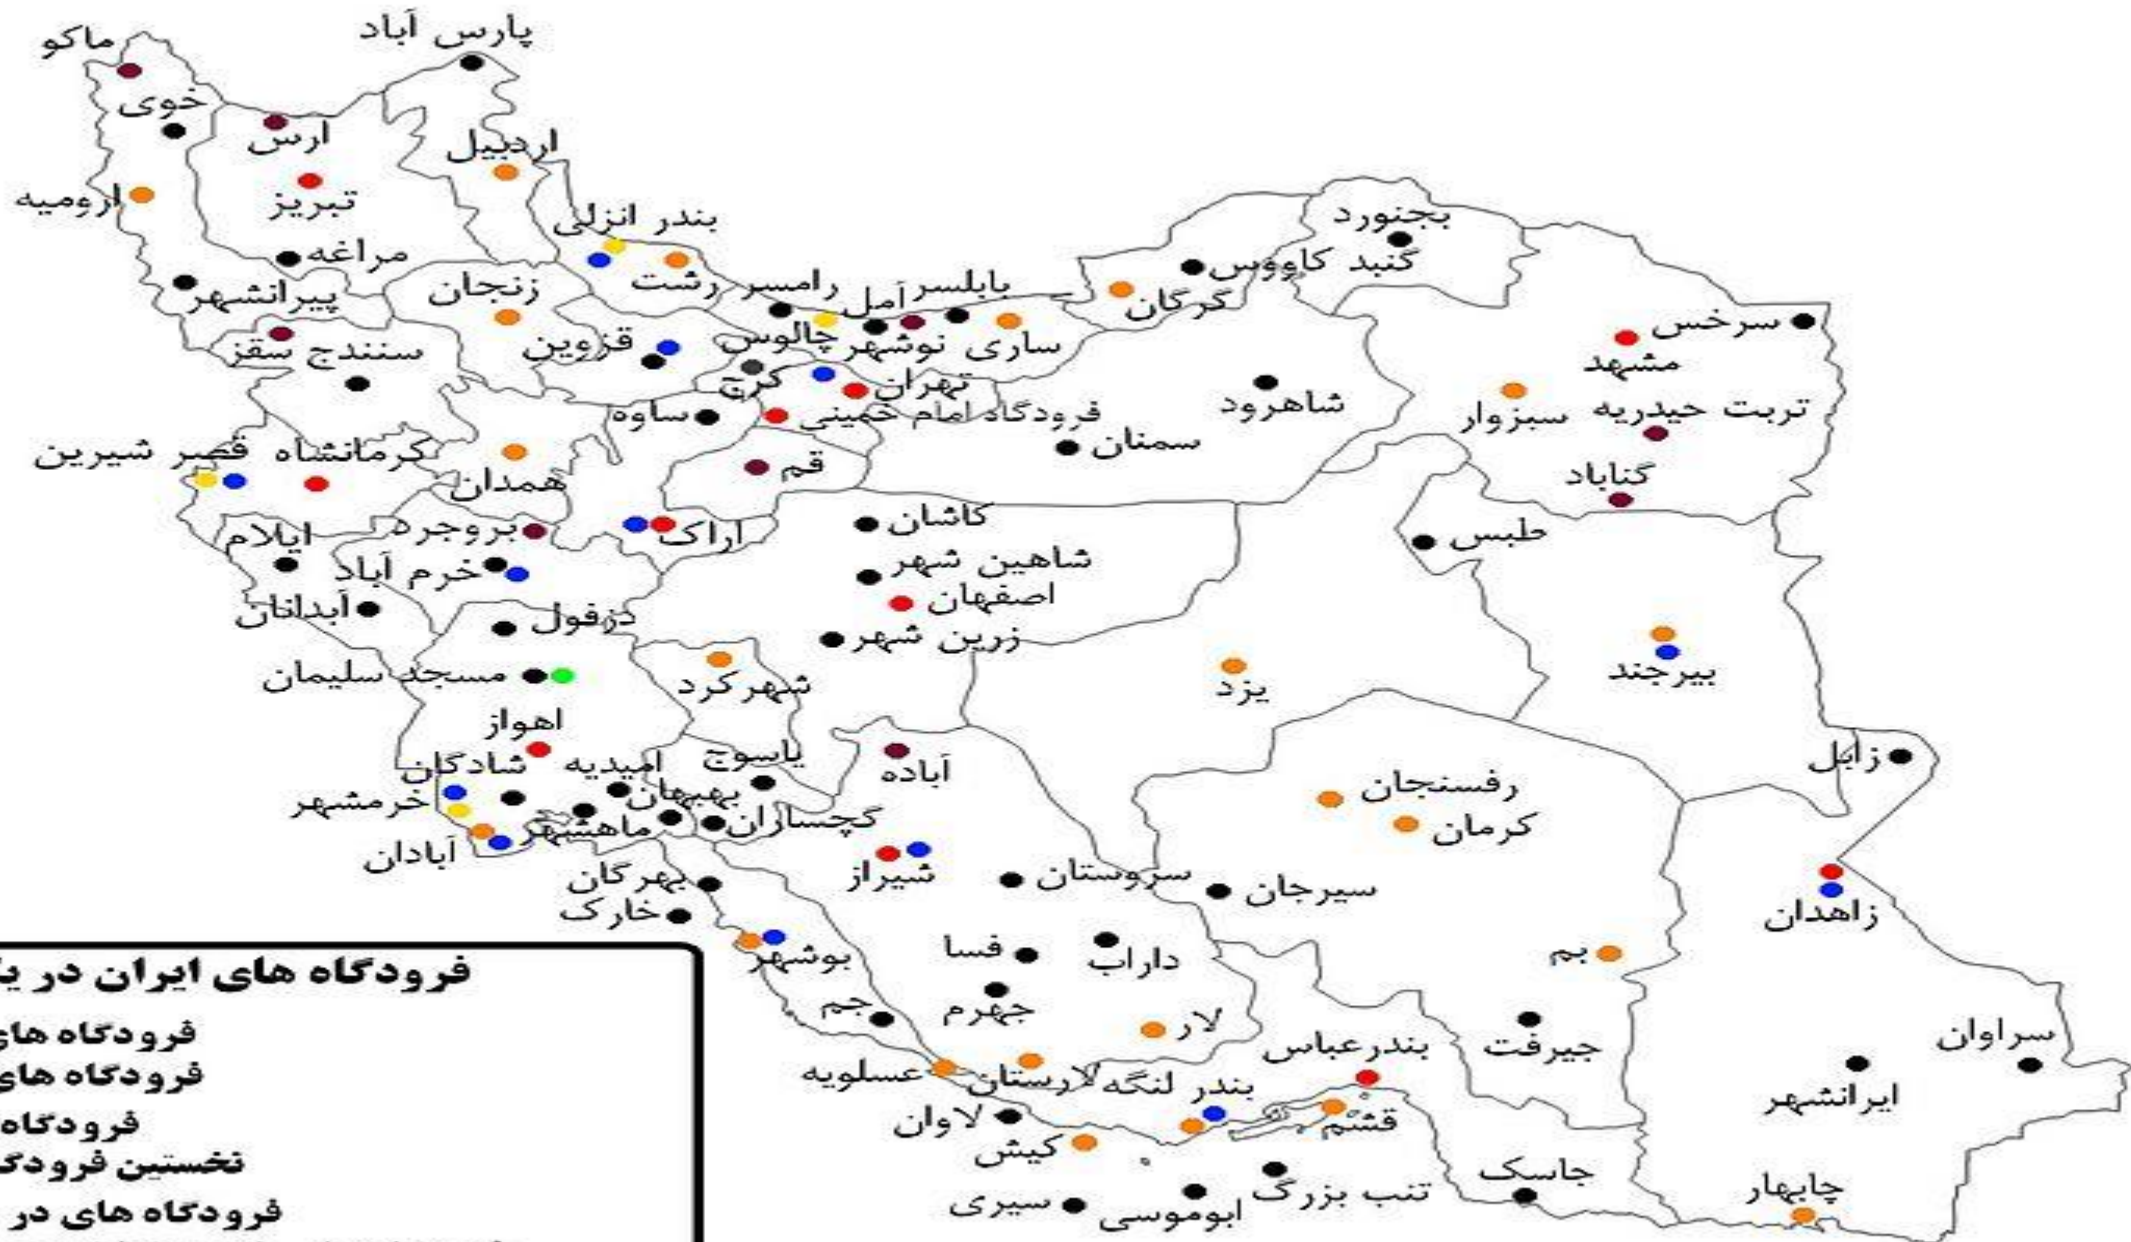 پارس آباد
ماکو
خوی
ارس
اردبیل
تبریز
ارومیه
بندر انزلی
بجنورد
مراغه
گنبد کاووس
پیرانشهر
زنجان
رشت
رامسر
آمل
بابلسر
گرگان
سرخس
سنندج
سقز
قزوین
چالوس
نوشهر
ساری
مشهد
کرج
تهران
ساوه
فرودگاه امام خمینی
شاهرود
سبزوار
تربت حیدریه
سمنان
قصر شیرین
کرمانشاه
همدان
قم
گناباد
بروجرد
اراک
کاشان
طبس
ایلام
خرم آباد
شاهین شهر
آبدانان
دزفول
اصفهان
زرین شهر
مسجد سلیمان
شهرکرد
یزد
بیرجند
اهواز
یاسوج
آباده
زابل
شادگان
امیدیه
بهبهان
رفسنجان
خرمشهر
ماهشهر
گچساران
کرمان
آبادان
بهرگان
شیراز
سروستان
سیرجان
خارک
زاهدان
بوشهر
فسا
داراب
بم
جم
جهرم
لار
بندرعباس
جیرفت
سراوان
عسلویه
لارستان
بندر لنگه
ایرانشهر
لاوان
کیش
قشم
جاسک
سیری
ابوموسی
تنب بزرگ
چابهار
فرودگاه های ایران در
فرودگاه های
فرودگاه های
فرودگاه
نخستین
فرودگاه های در